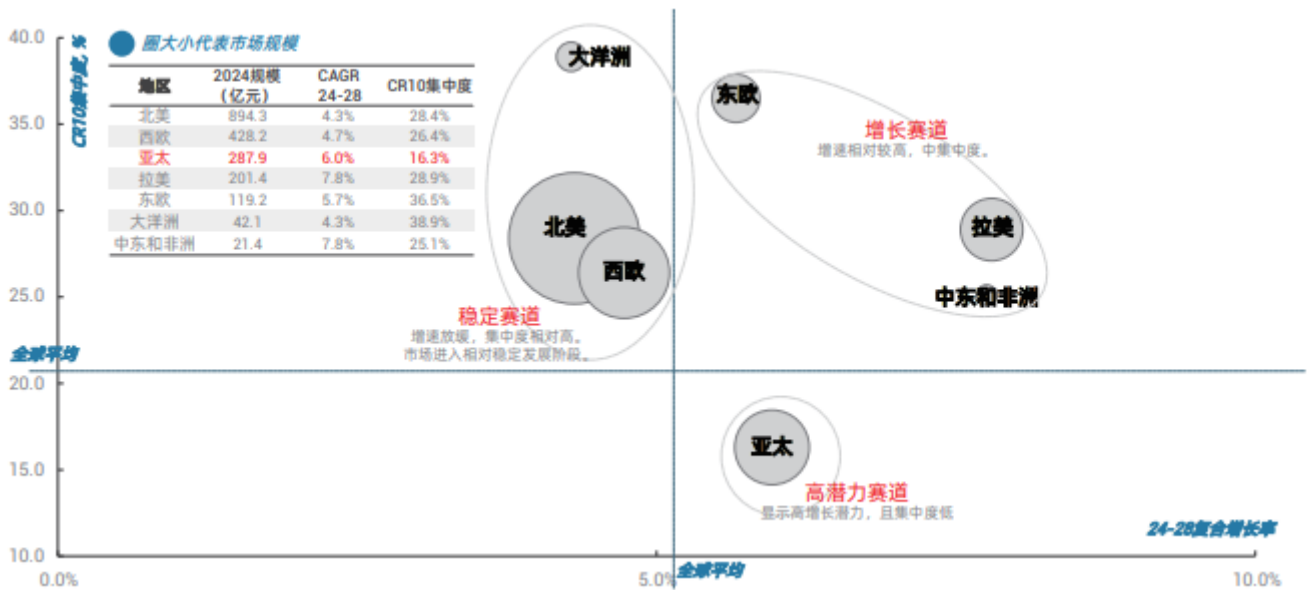 40.0
35.0
30.0
25.0
20.0
15.0
10.0
CR10集中度, %
圈大小代表市场规模
地区 2024规模（亿元） CAGR 24-28 CR10集中度
北美 894.3 4.3% 28.4%
西欧 428.2 4.7% 26.4%
亚太 287.9 6.0% 16.3%
拉美 201.4 7.8% 28.9%
东欧 119.2 5.7% 36.5%
大洋洲 42.1 4.3% 38.9%
中东和非洲 21.4 7.8% 25.1%
大洋洲
北美
西欧
稳定赛道
增速放缓，集中度相对高。
市场进入相对稳定发展阶段。
东欧
增长赛道
增速相对较高，中集中度。
拉美
中东和非洲
全球平均
亚太
高潜力赛道
显示高增长潜力，且集中度低
24-28复合增长率
0.0%
5.0%
全球平均
10.0%